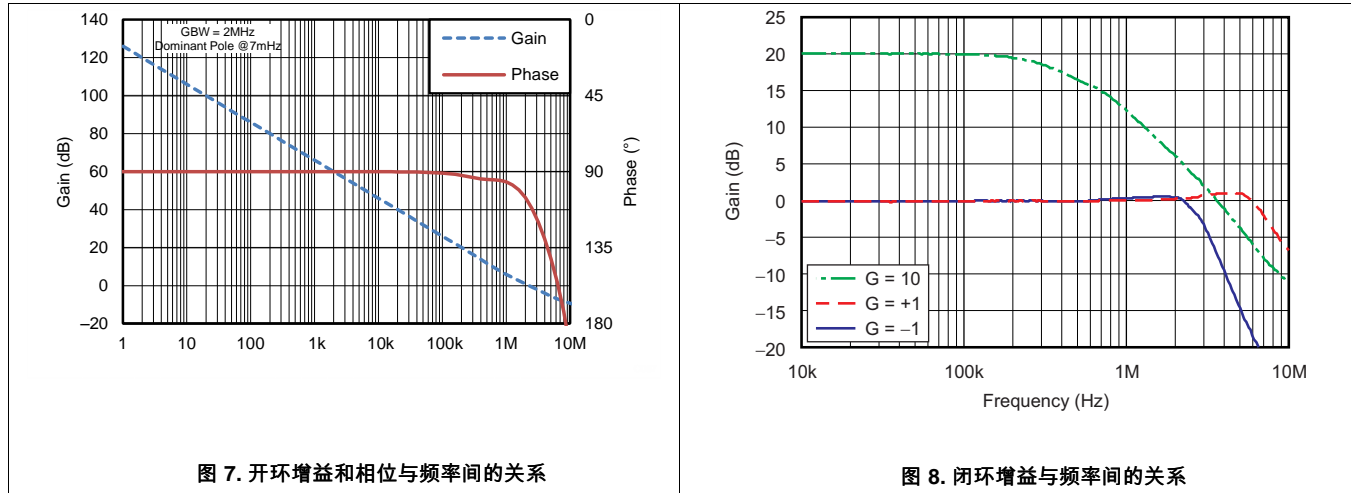 GBW = 2MHz
Dominant Pole @7mHz
Gain
Phase
140
120
100
80
60
40
20
0
–20
Gain (dB)
0
45
90
135
180
Phase (°)
1
10
100
1k
10k
100k
1M
10M
图 7. 开环增益和相位与频率间的关系
25
20
15
10
5
0
–5
–10
–15
–20
Gain (dB)
G = 10
G = +1
G = –1
10k
100k
1M
10M
Frequency (Hz)
图 8. 闭环增益与频率间的关系